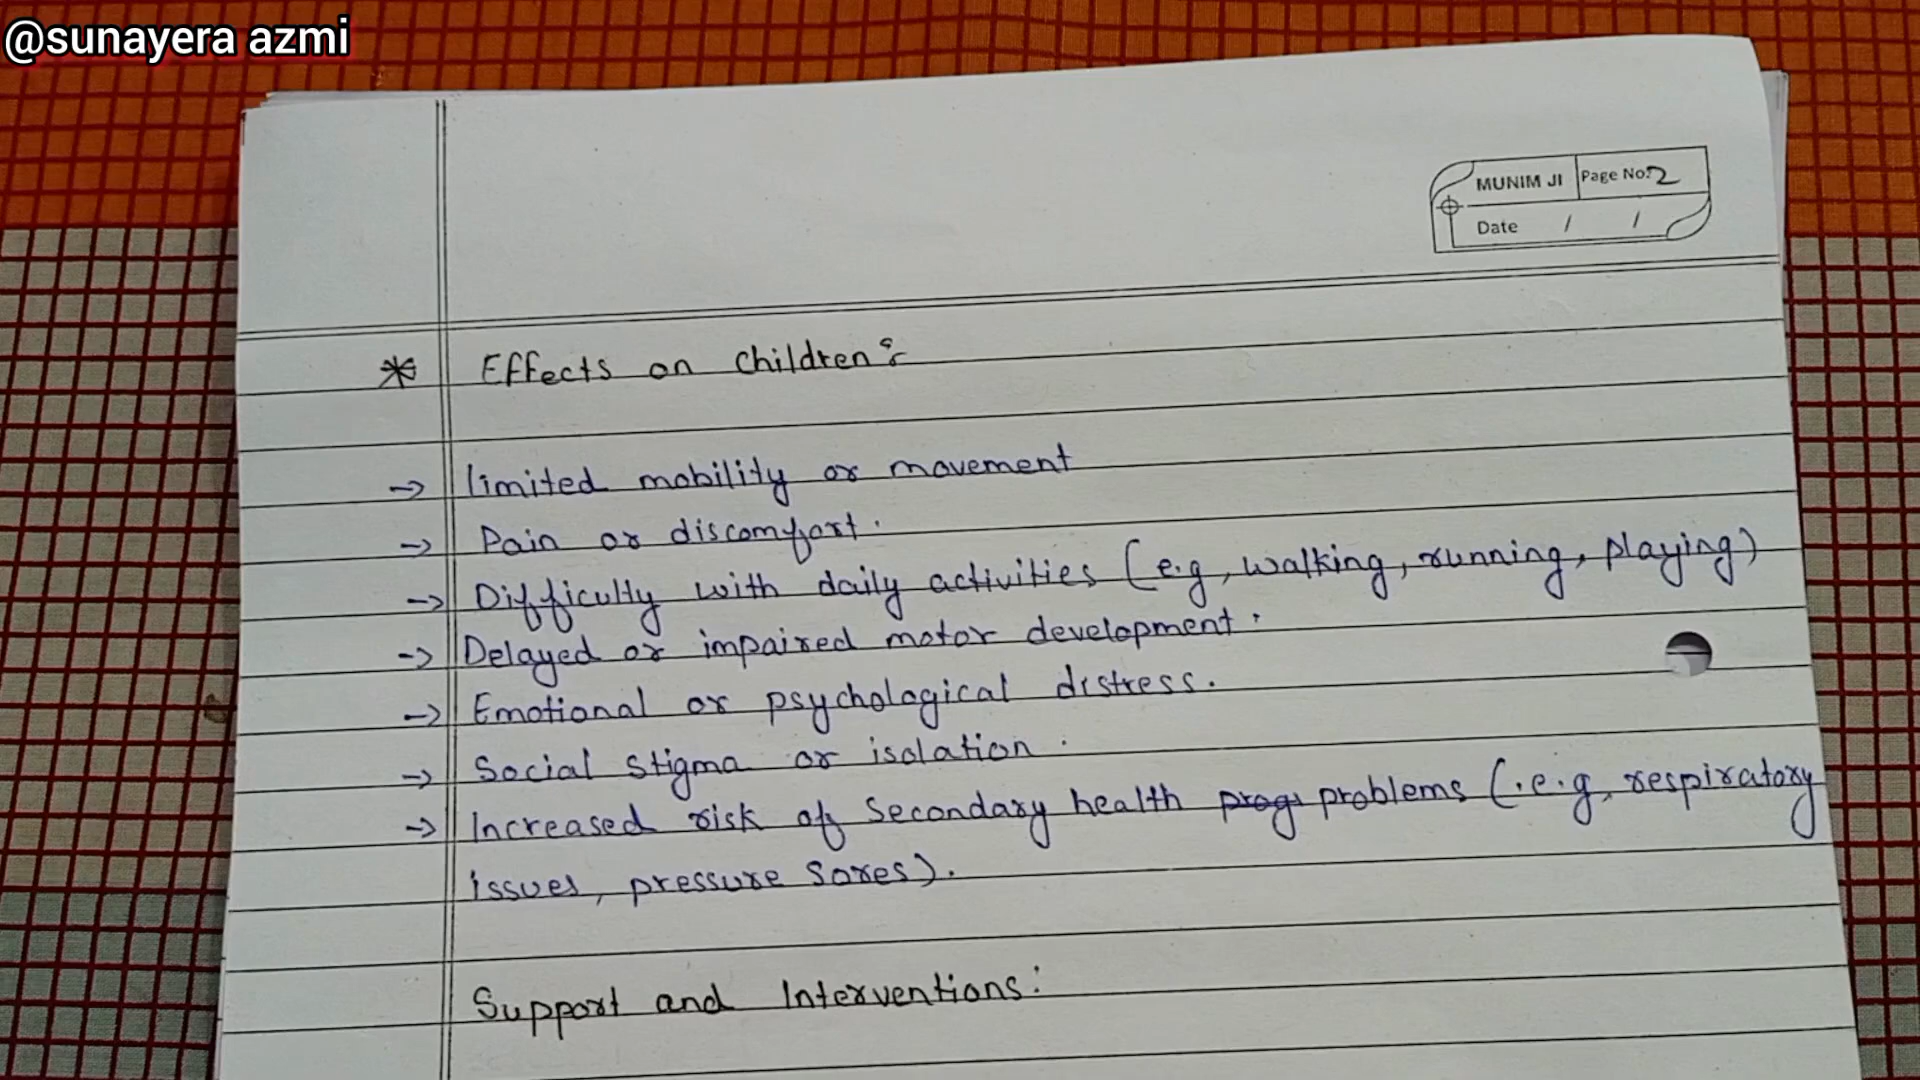 @sunayera azmi
MUNIM JI Page No. 2
Date / /
* Effects on children:
→ limited mobility or movement
→ Pain or discomfort.
→ Difficulty with daily activities (e.g, walking, running, playing)
→ Delayed or impaired motor development.
→ Emotional or psychological distress.
→ Social stigma or isolation.
→ Increased risk of Secondary health progs problems (.e.g, respiratory
issues, pressure sores).
Support and Interventions: